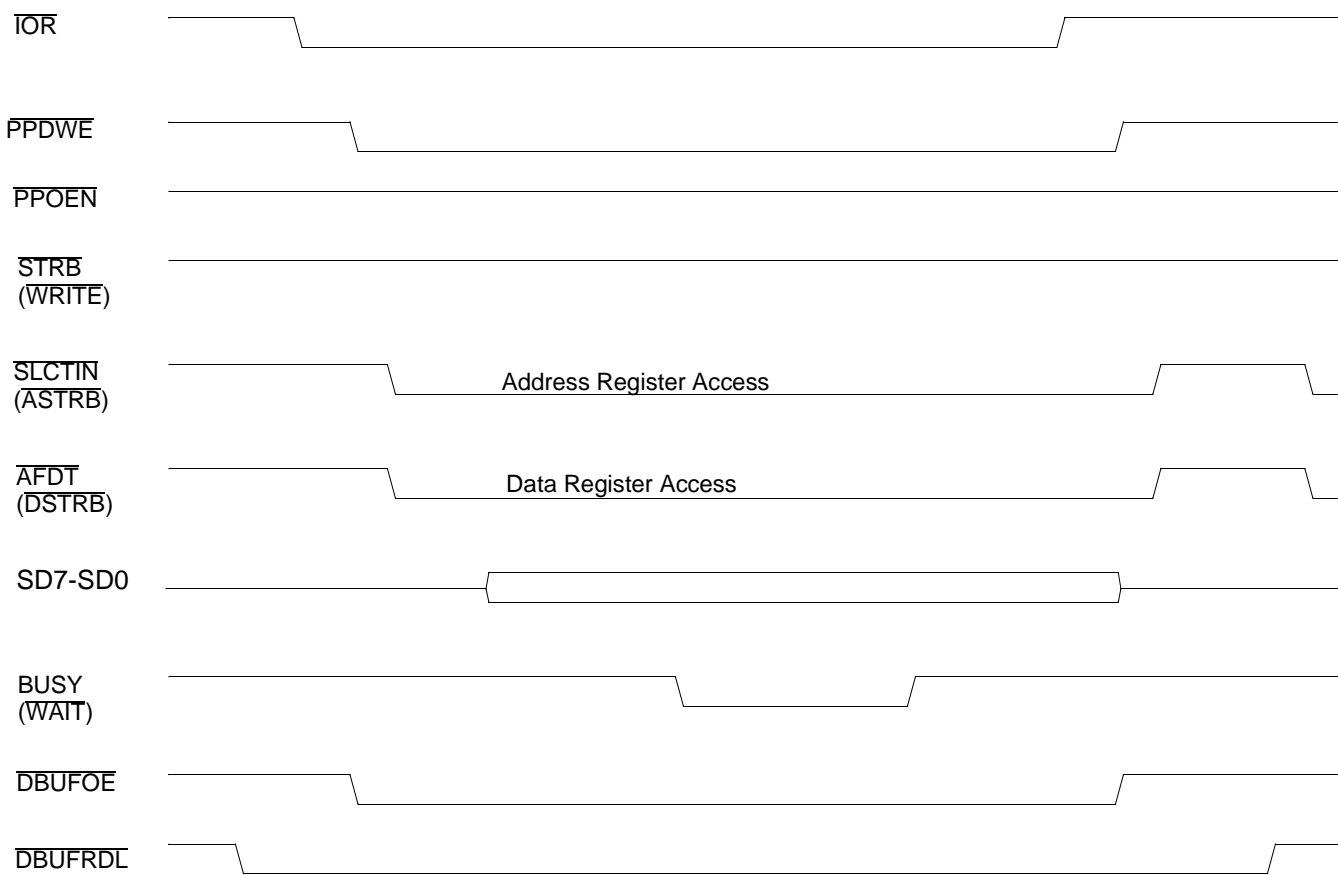 IOR
PPDWE
PPOEN
STRB
(WRITE)
SLCTIN
(ASTRB)
Address Register Access
AFDT
(DSTRB)
Data Register Access
SD7-SD0
BUSY
(WAIT)
DBUFOE
DBUFRDL